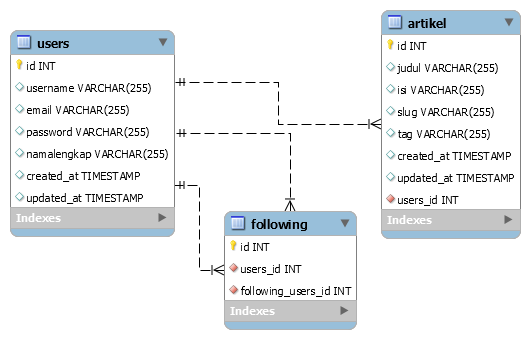 users
id INT
username VARCHAR(255)
email VARCHAR(255)
password VARCHAR(255)
namalengkap VARCHAR(255)
created_at TIMESTAMP
updated_at TIMESTAMP
Indexes
artikel
id INT
judul VARCHAR(255)
isi VARCHAR(255)
slug VARCHAR(255)
tag VARCHAR(255)
created_at TIMESTAMP
updated_at TIMESTAMP
users_id INT
Indexes
following
id INT
users_id INT
following_users_id INT
Indexes